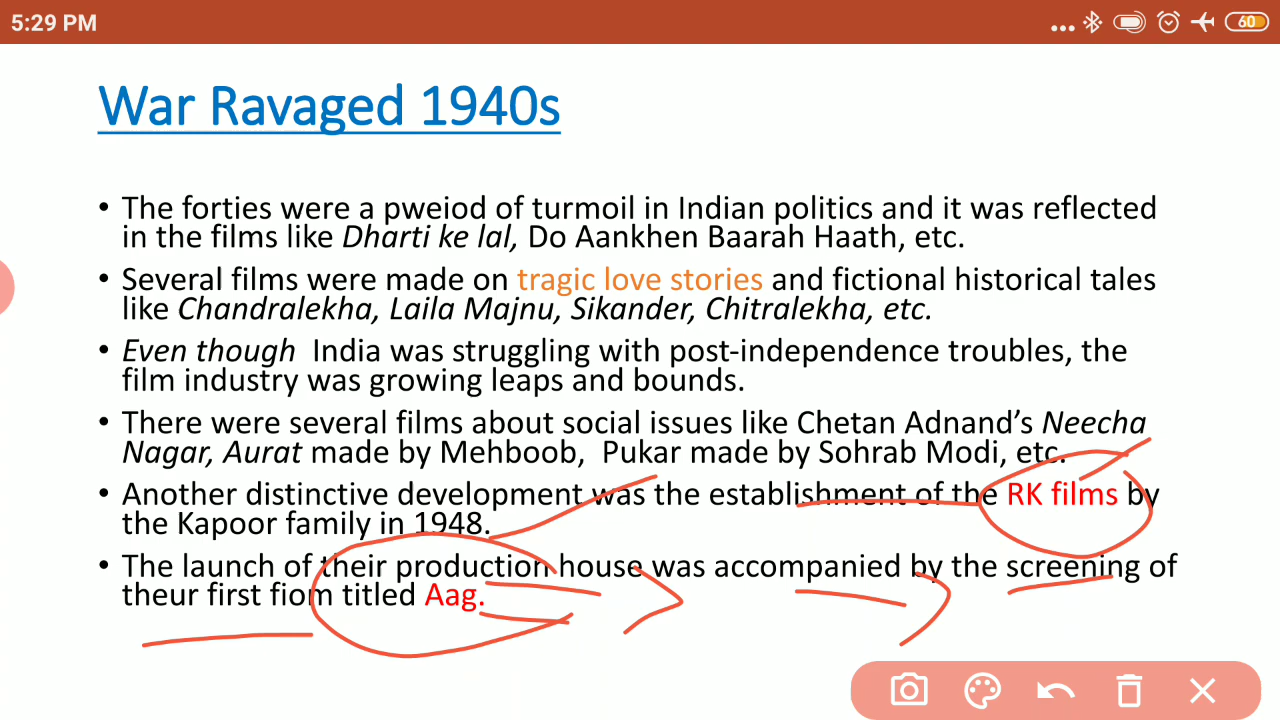 5:29 PM
60
War Ravaged 1940s
• The forties were a pweiod of turmoil in Indian politics and it was reflected
in the films like Dharti ke lal, Do Aankhen Baarah Haath, etc.
• Several films were made on tragic love stories and fictional historical tales
like Chandralekha, Laila Majnu, Sikander, Chitralekha, etc.
• Even though India was struggling with post-independence troubles, the
film industry was growing leaps and bounds.
• There were several films about social issues like Chetan Adnand’s Neecha
Nagar, Aurat made by Mehboob, Pukar made by Sohrab Modi, etc.
• Another distinctive development was the establishment of the RK films by
the Kapoor family in 1948.
• The launch of their production house was accompanied by the screening of
theur first fiom titled Aag.